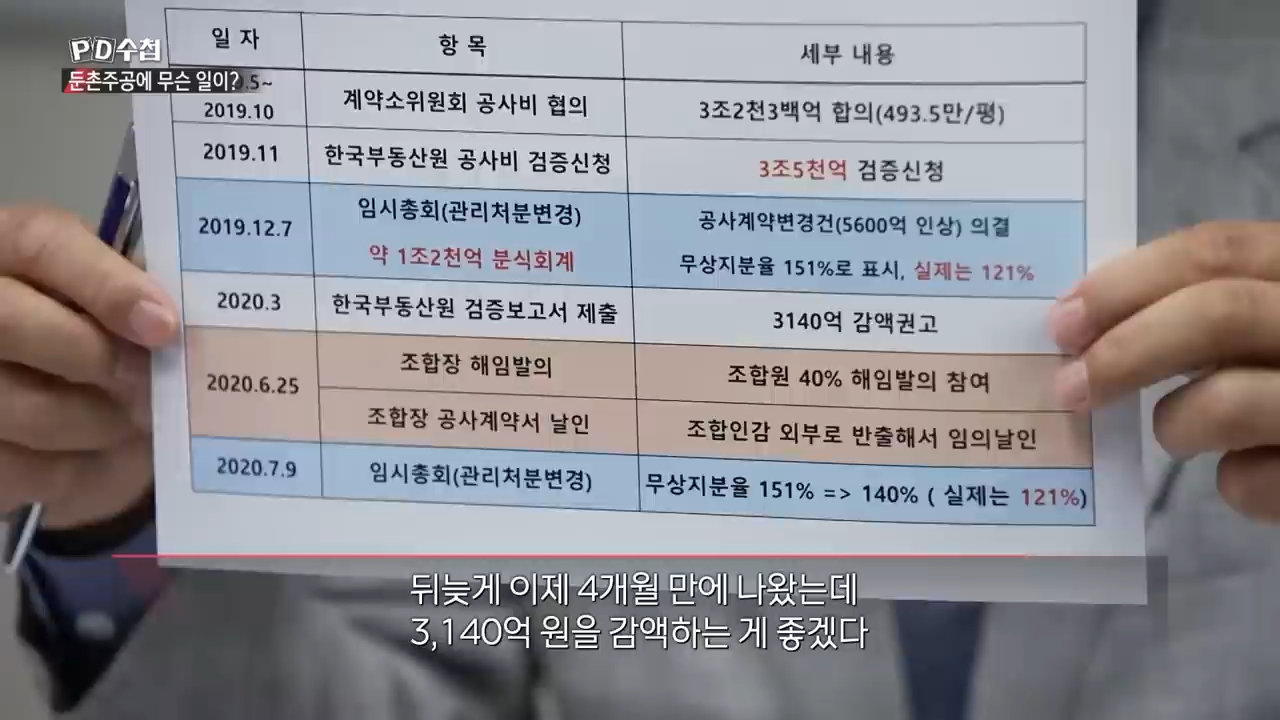 PD수첩
둔촌주공에 무슨 일이?
일 자 항 목 세부 내용
.5~
2019.10 계약소위원회 공사비 협의 3조2천3백억 합의(493.5만/평)
2019.11 한국부동산원 공사비 검증신청 3조5천억 검증신청
2019.12.7 임시총회(관리처분변경) 공사계약변경건(5600억 인상) 의결
약 1조2천억 분식회계 무상지분율 151%로 표시, 실제는 121%
2020.3 한국부동산원 검증보고서 제출 3140억 감액권고
2020.6.25 조합장 해임발의 조합원 40% 해임발의 참여
조합장 공사계약서 날인 조합인감 외부로 반출해서 임의날인
2020.7.9 임시총회(관리처분변경) 무상지분율 151% => 140% ( 실제는 121%)
뒤늦게 이제 4개월 만에 나왔는데
3,140억 원을 감액하는 게 좋겠다